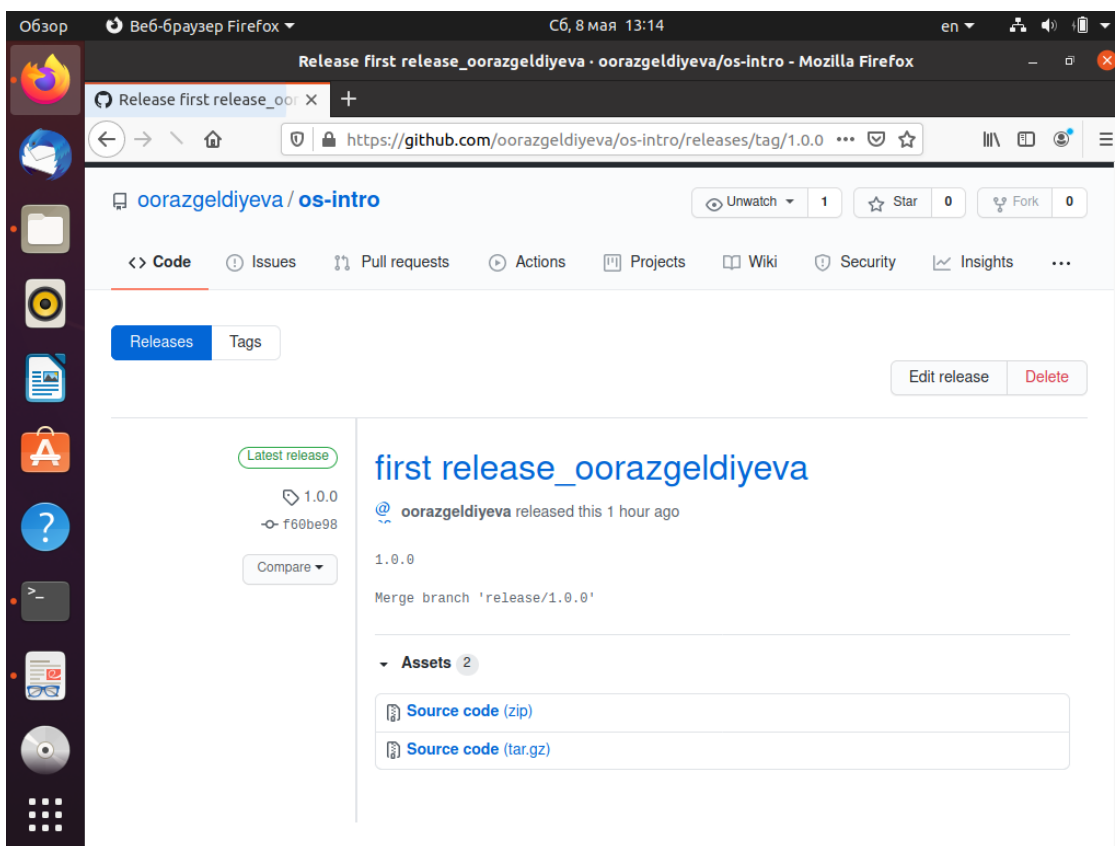 Обзор Веб-браузер Firefox Сб, 8 мая 13:14 en
Release first release_oorazgeldiyeva · oorazgeldiyeva/os-intro - Mozilla Firefox
Release first release_oor
https://github.com/oorazgeldiyeva/os-intro/releases/tag/1.0.0
oorazgeldiyeva / os-intro Unwatch 1 Star 0 Fork 0
<> Code Issues Pull requests Actions Projects Wiki Security Insights ...
Releases Tags
Edit release Delete
Latest release
1.0.0
f60be98
Compare
first release_oorazgeldiyeva
oorazgeldiyeva released this 1 hour ago
1.0.0
Merge branch 'release/1.0.0'
Assets 2
Source code (zip)
Source code (tar.gz)